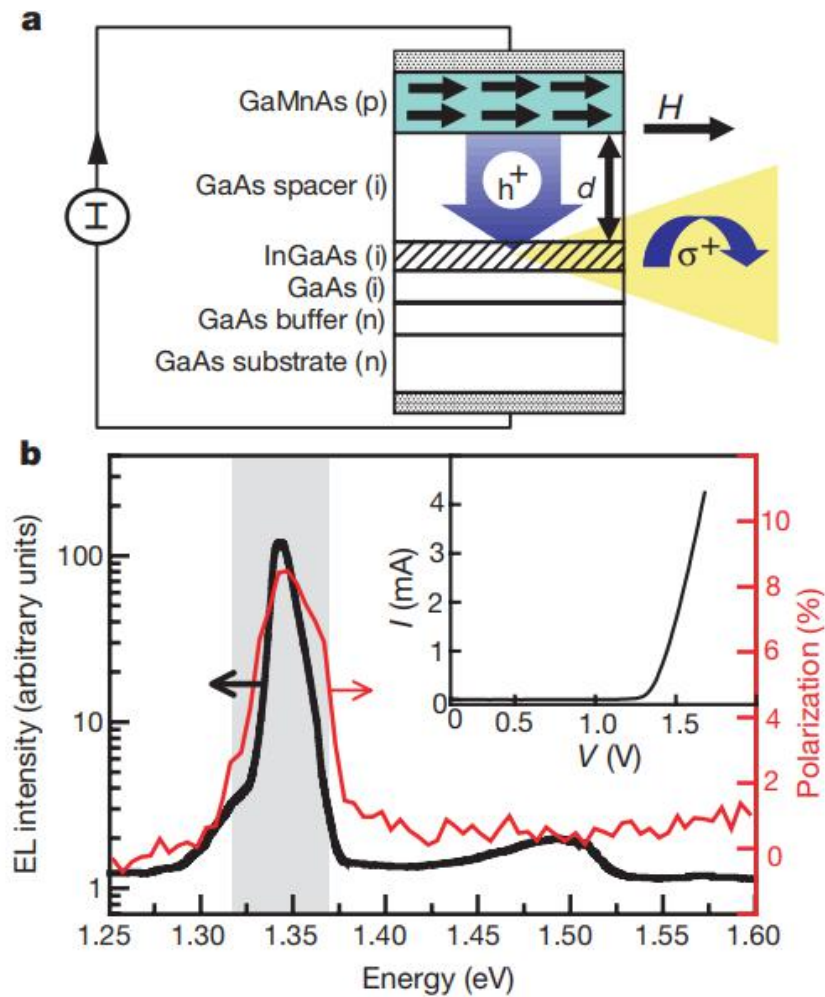 a
GaMnAs (p)
H
GaAs spacer (i)
h+
d
I
InGaAs (i)
σ+
GaAs (i)
GaAs buffer (n)
GaAs substrate (n)
b
EL intensity (arbitrary units)
100
10
1
I (mA)
4
3
2
1
0
0 0.5 1.0 1.5
V (V)
10
8
6
4
2
0
Polarization (%)
1.25 1.30 1.35 1.40 1.45 1.50 1.55 1.60
Energy (eV)